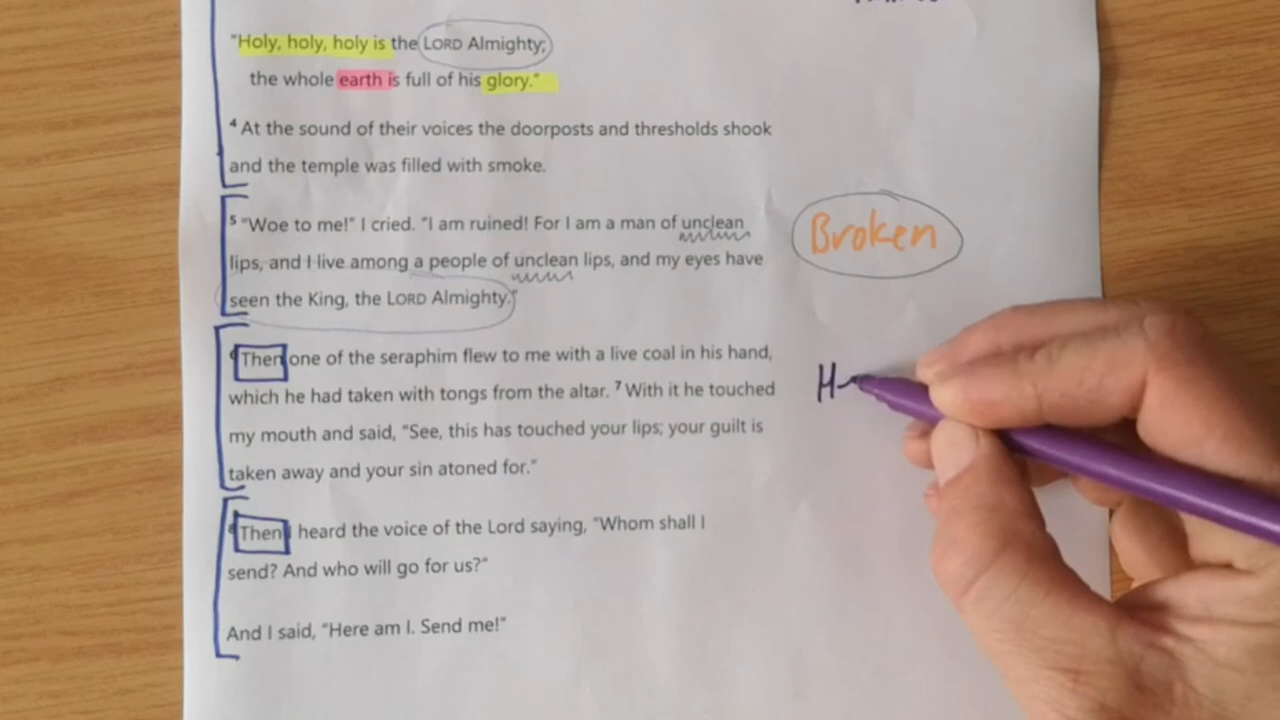 "Holy, holy, holy is the LORD Almighty;
the whole earth is full of his glory."
4 At the sound of their voices the doorposts and thresholds shook
and the temple was filled with smoke.
5 "Woe to me!" I cried. "I am ruined! For I am a man of unclean
lips, and I live among a people of unclean lips, and my eyes have
seen the King, the LORD Almighty."
Broken
6 Then one of the seraphim flew to me with a live coal in his hand,
which he had taken with tongs from the altar. 7 With it he touched
my mouth and said, "See, this has touched your lips; your guilt is
taken away and your sin atoned for."
H
8 Then I heard the voice of the Lord saying, "Whom shall I
send? And who will go for us?"
And I said, "Here am I. Send me!"